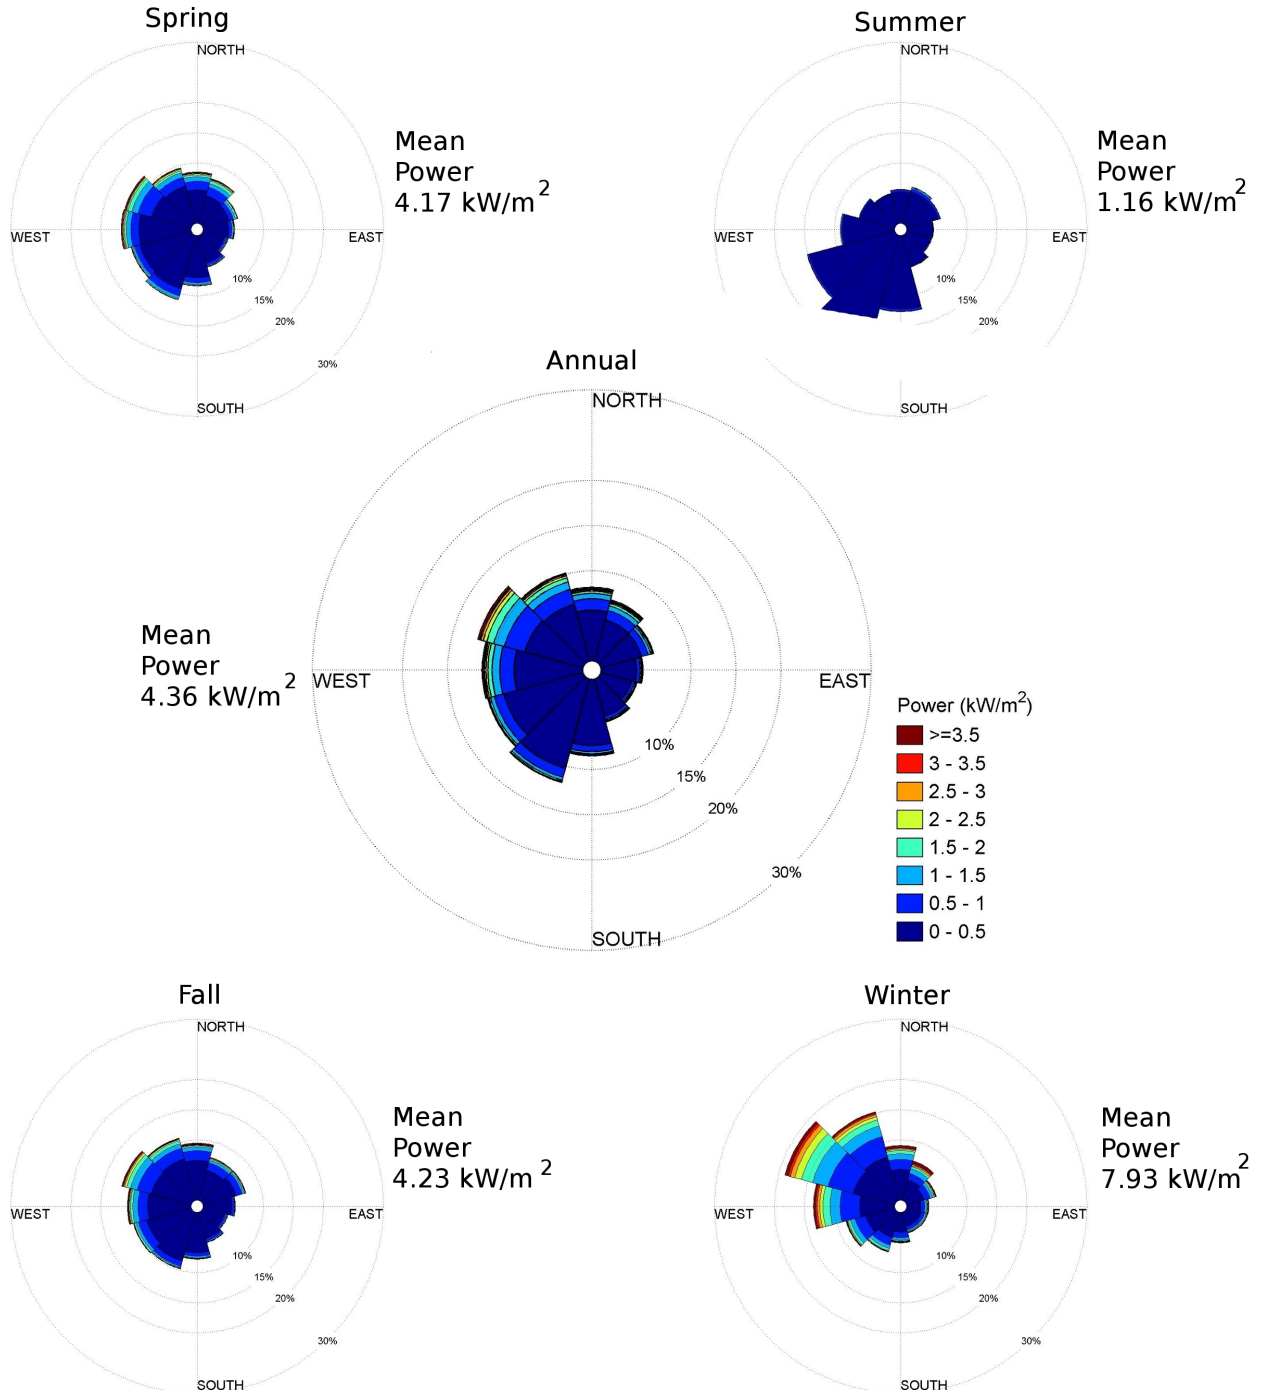 Spring
NORTH
WEST
EAST
SOUTH
10%
15%
20%
30%
Mean
Power
4.17 kW/m2
Summer
NORTH
WEST
EAST
SOUTH
10%
15%
20%
Mean
Power
1.16 kW/m2
Annual
NORTH
WEST
EAST
SOUTH
10%
15%
20%
30%
Mean
Power
4.36 kW/m2
Power (kW/m2)
>=3.5
3 - 3.5
2.5 - 3
2 - 2.5
1.5 - 2
1 - 1.5
0.5 - 1
0 - 0.5
Fall
NORTH
WEST
EAST
SOUTH
10%
15%
20%
30%
Mean
Power
4.23 kW/m2
Winter
NORTH
WEST
EAST
SOUTH
10%
15%
20%
30%
Mean
Power
7.93 kW/m2